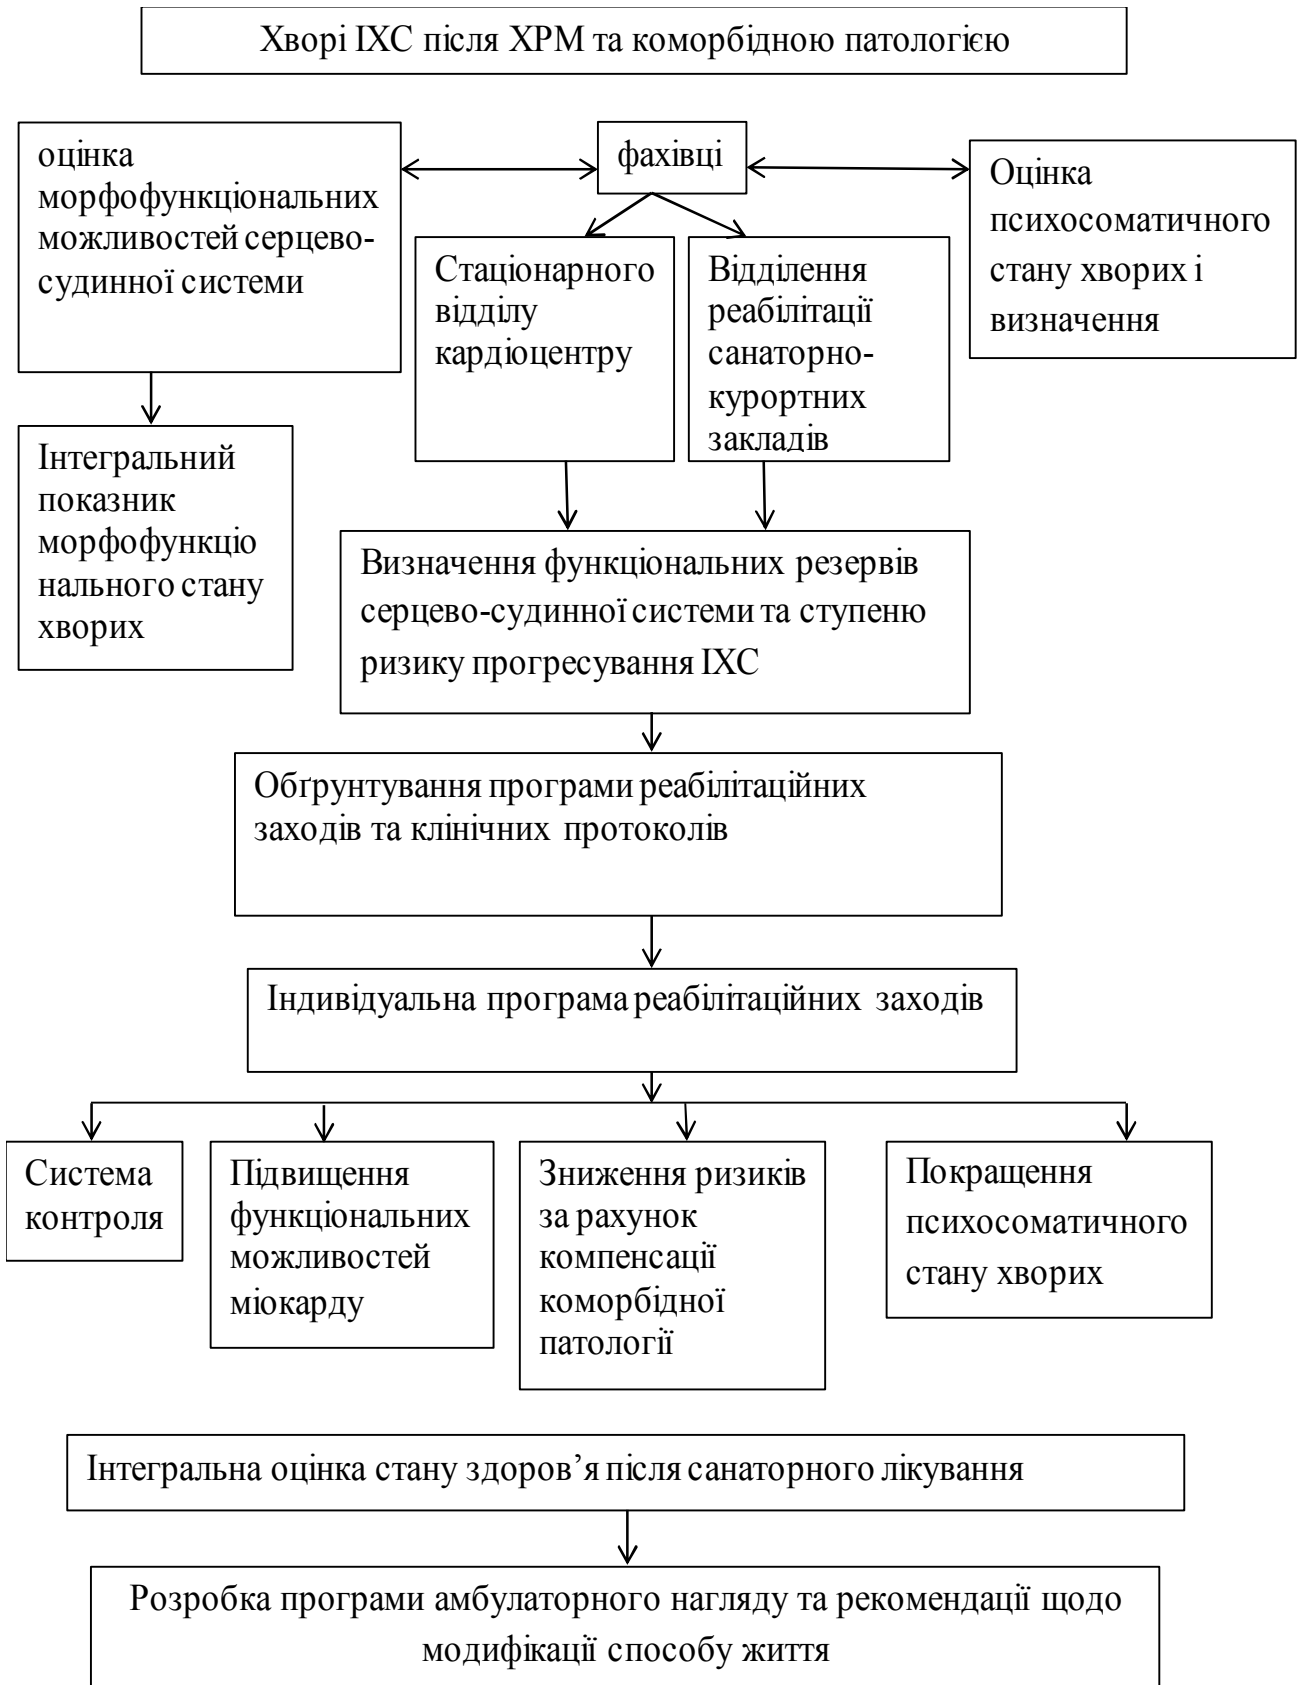 Хворі ІХС після ХРМ та коморбідною патологією
оцінка
морфофункціональних
можливостей серцево-
судинної системи
фахівці
Оцінка
психосоматичного
стану хворих і
визначення
Стаціонарного
відділу
кардіоцентру
Відділення
реабілітації
санаторно-
курортних
закладів
Інтегральний
показник
морфофункціо
нального стану
хворих
Визначення функціональних резервів
серцево-судинної системи та ступеню
ризику прогресування ІХС
Обґрунтування програми реабілітаційних
заходів та клінічних протоколів
Індивідуальна програма реабілітаційних заходів
Система
контроля
Підвищення
функціональних
можливостей
міокарду
Зниження ризиків
за рахунок
компенсації
коморбідної
патології
Покращення
психосоматичного
стану хворих
Інтегральна оцінка стану здоров’я після санаторного лікування
Розробка програми амбулаторного нагляду та рекомендації щодо
модифікації способу життя